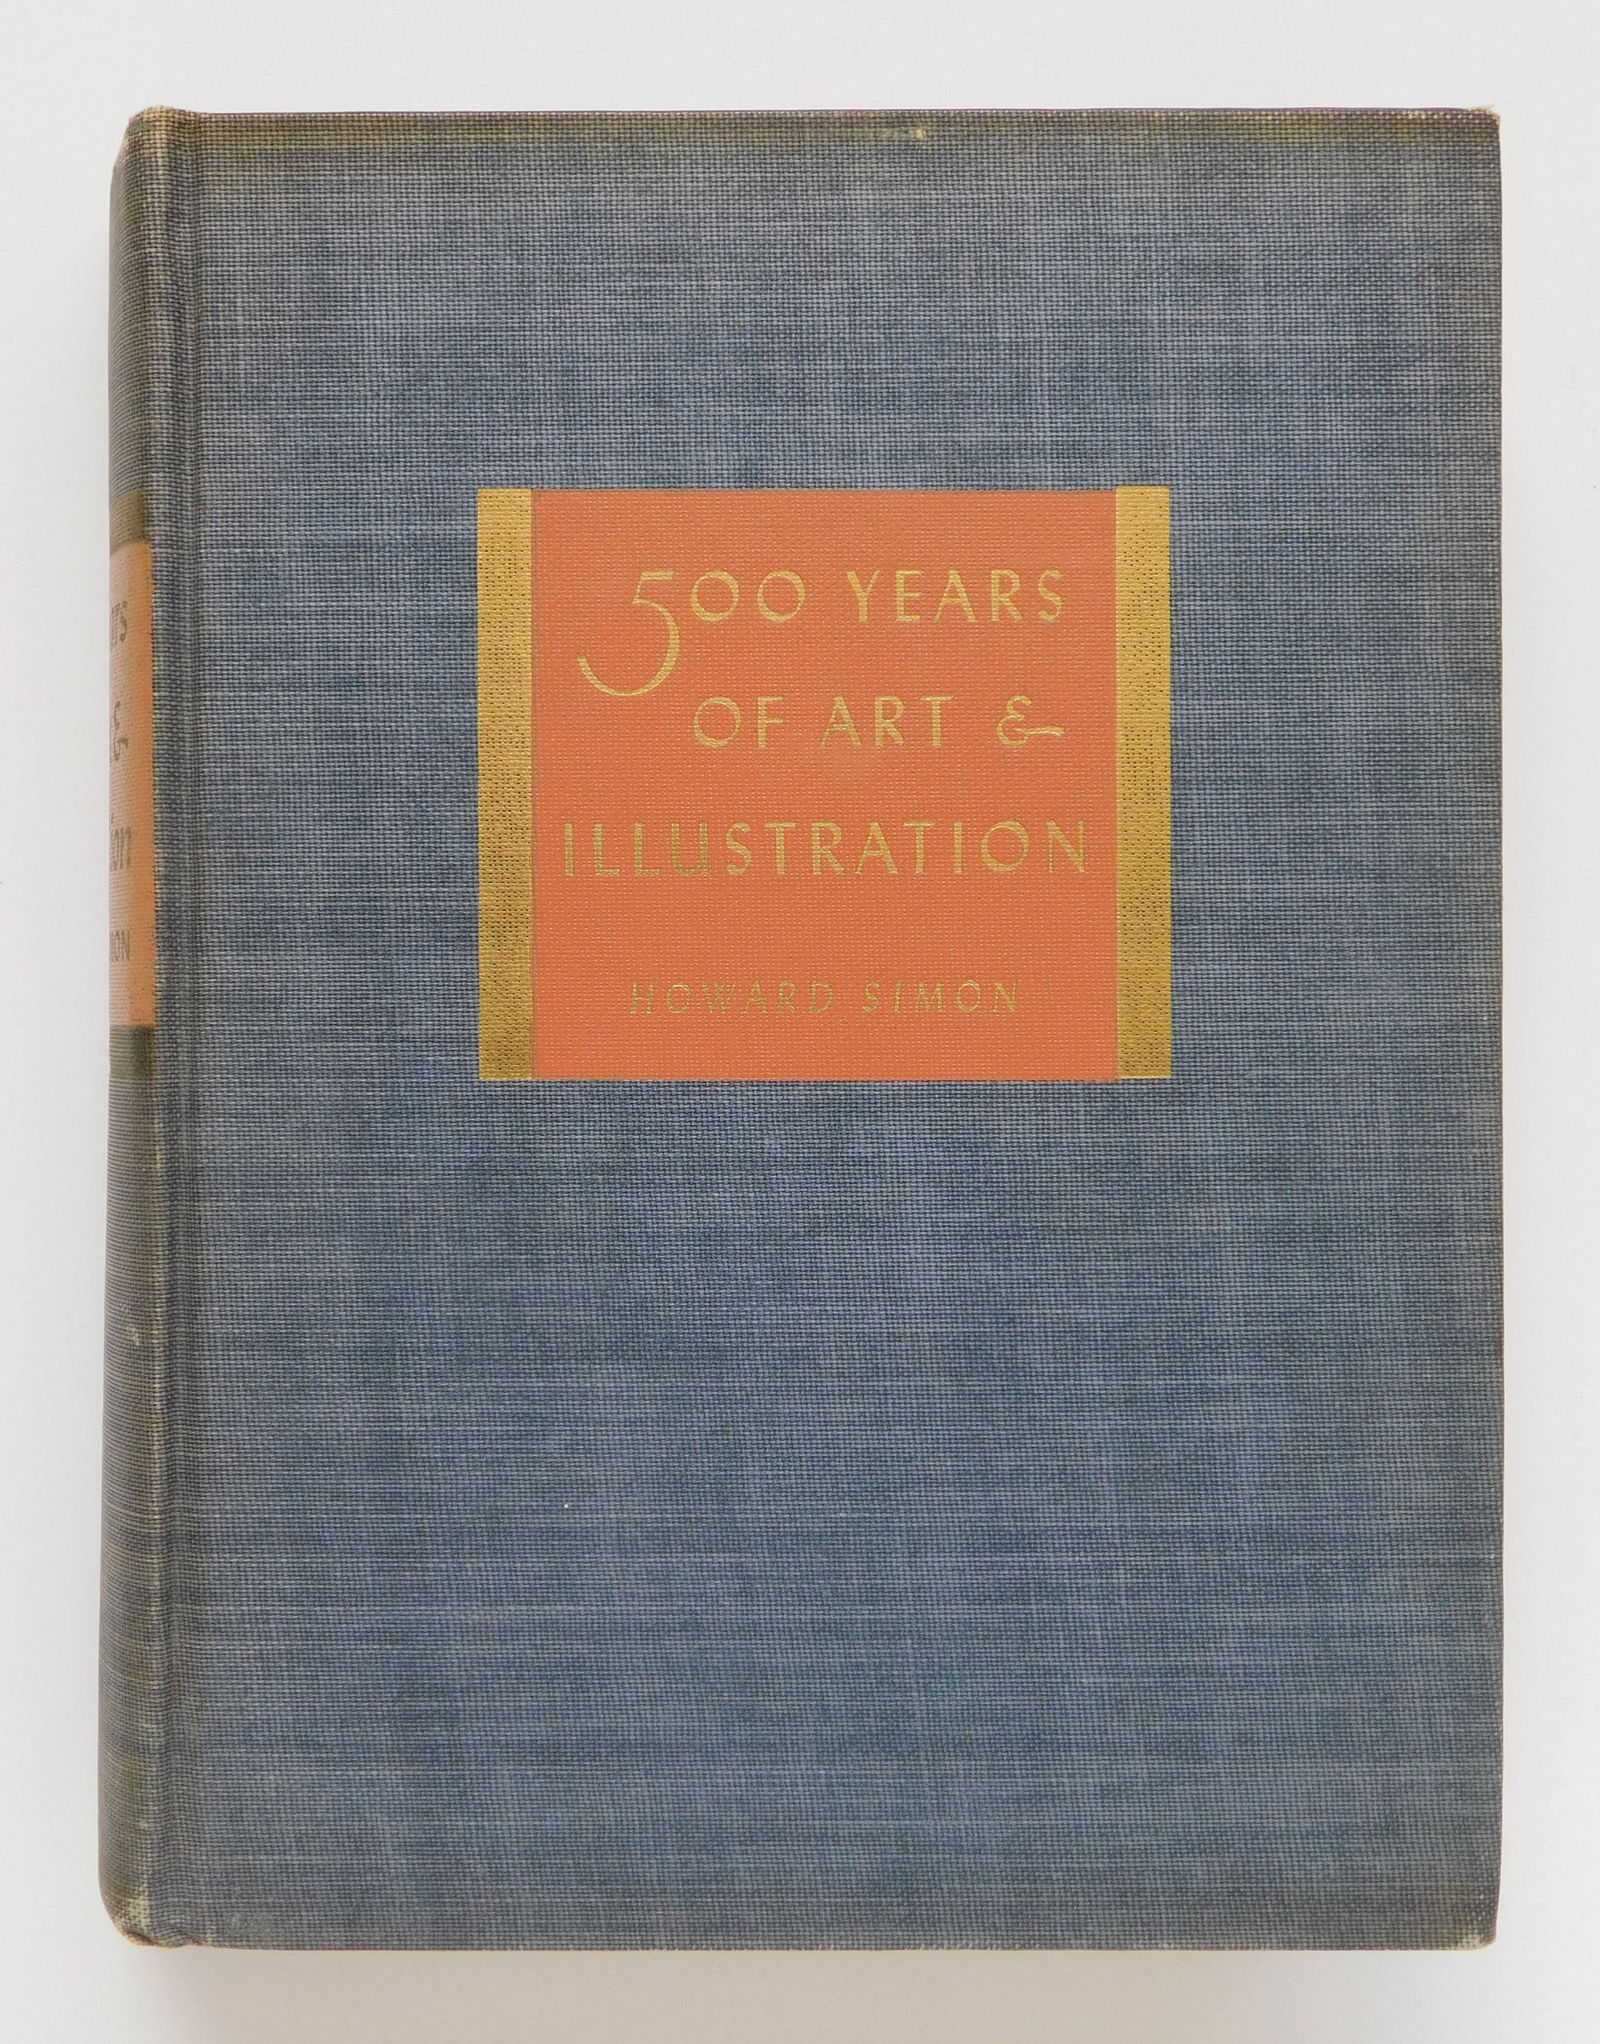 500 YEARS
OF ART &
ILLUSTRATION
HOWARD SIMON
&